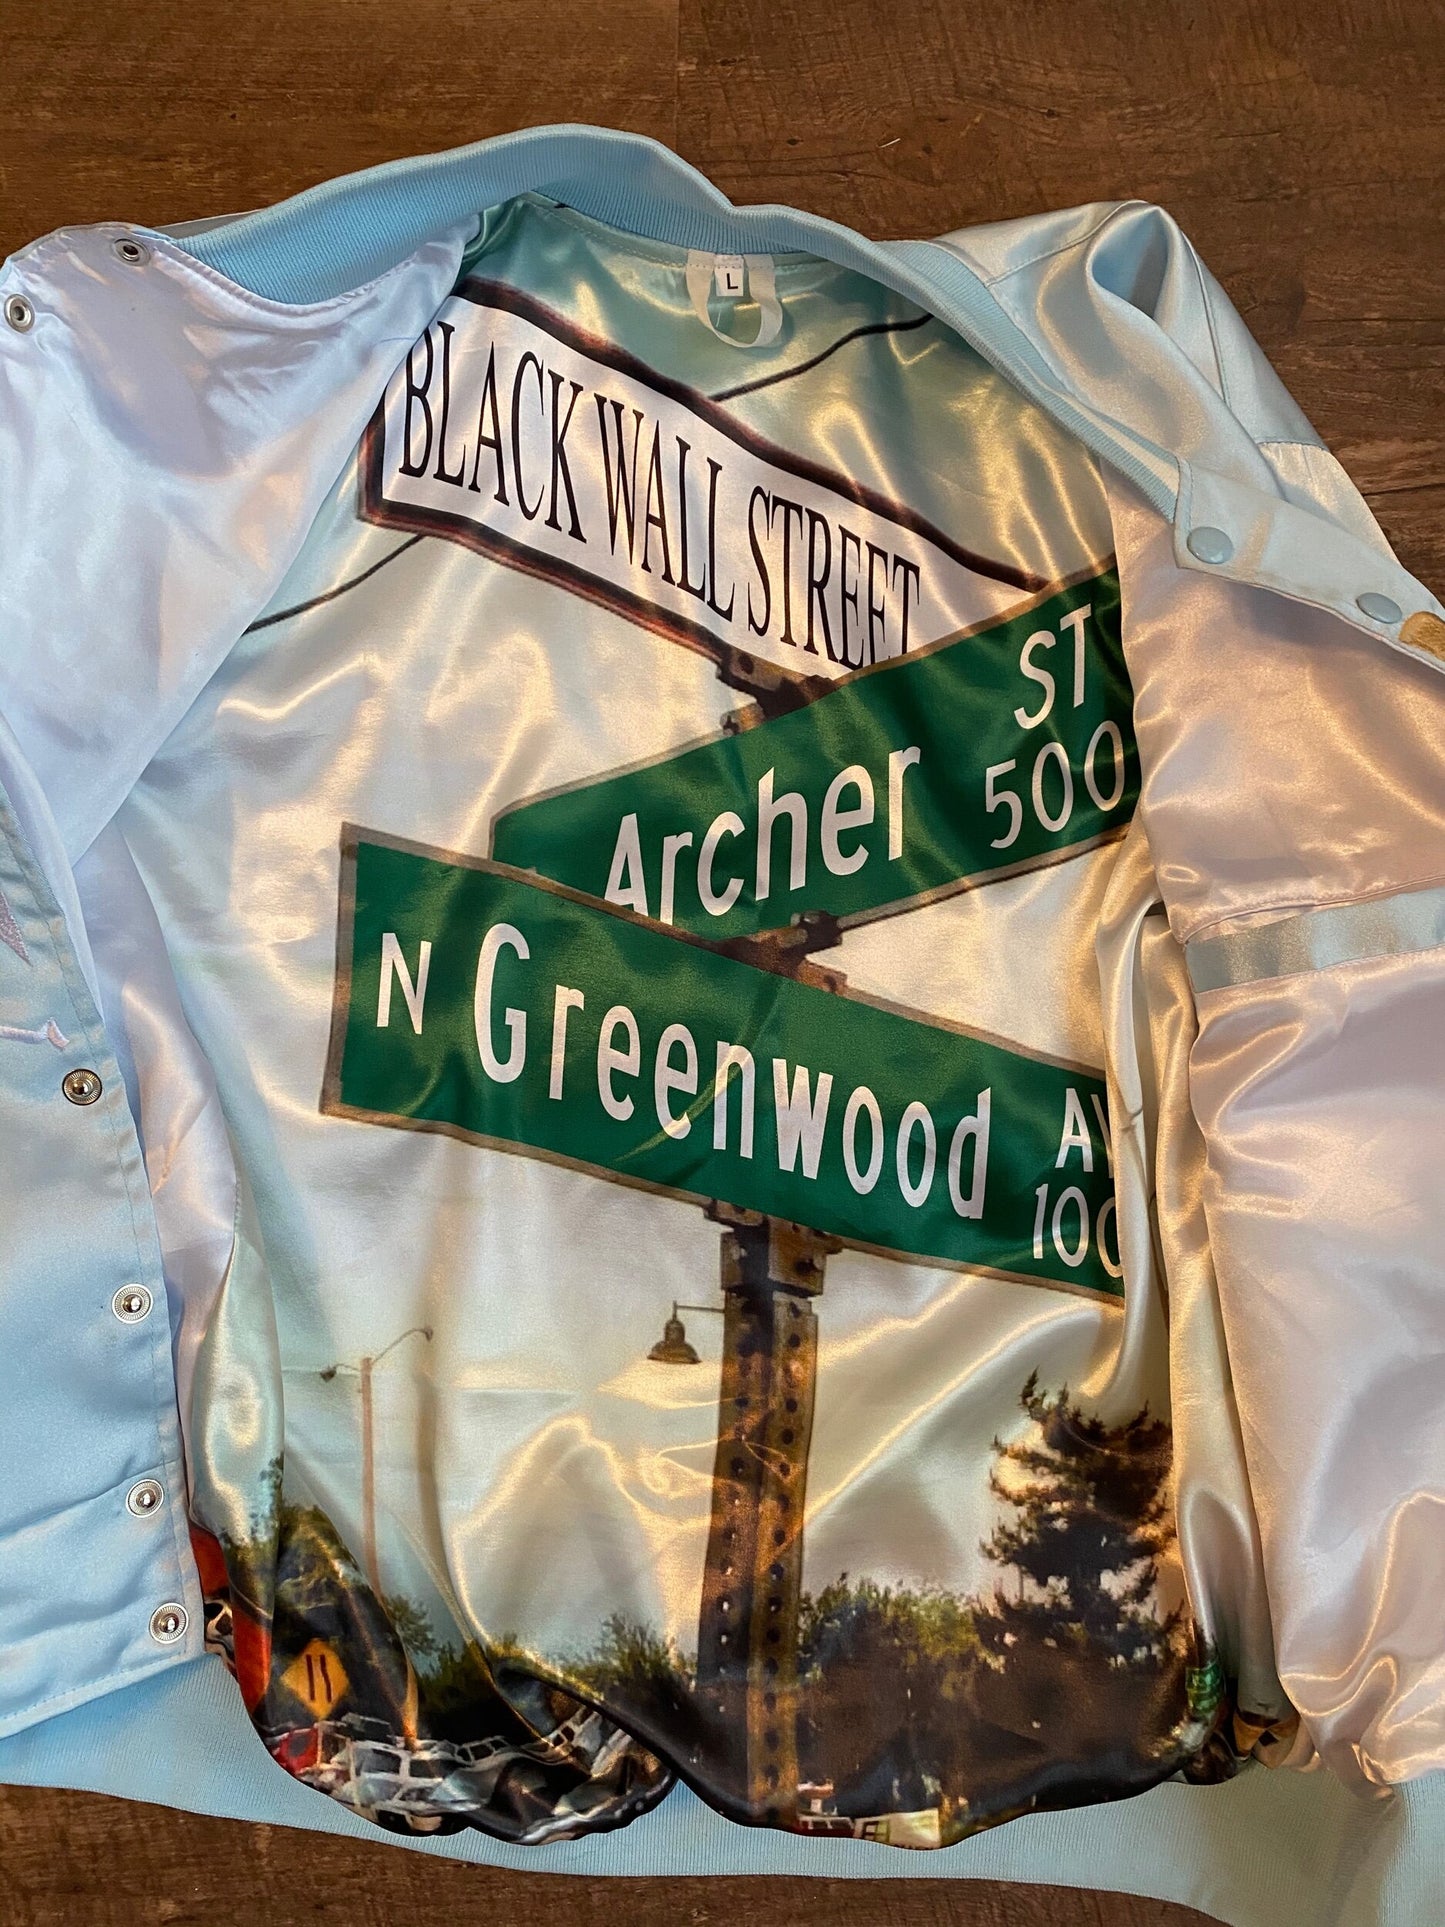 L
BLACK WALL STREET
Archer ST
500
N Greenwood AV
100